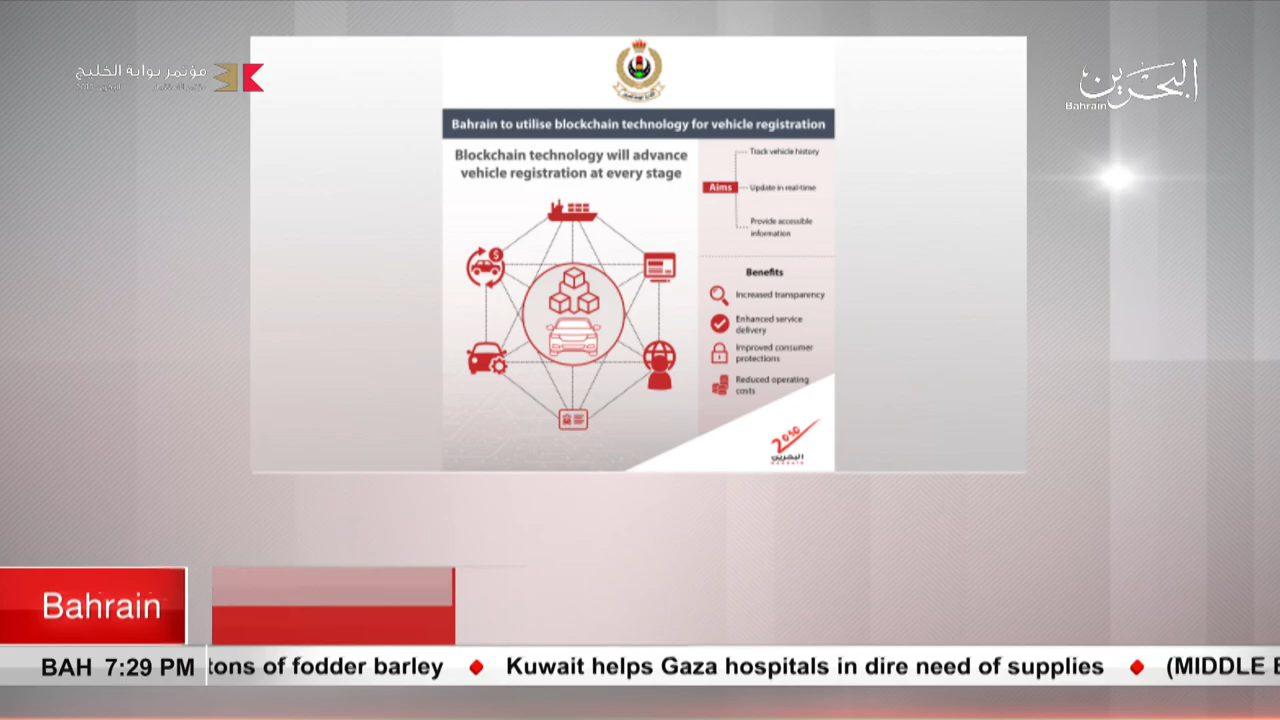 مؤتمر بوابة الخليج
البحرين
Bahrain
Bahrain to utilise blockchain technology for vehicle registration
Blockchain technology will advance
vehicle registration at every stage
Track vehicle history
Aims
Update in real-time
Provide accessible
information
Benefits
Increased transparency
Enhanced service
delivery
Improved consumer
protections
Reduced operating
costs
$
2030
البحرين
BAHRAIN
Bahrain
BAH 7:29 PM
tons of fodder barley
Kuwait helps Gaza hospitals in dire need of supplies
(MIDDLE E